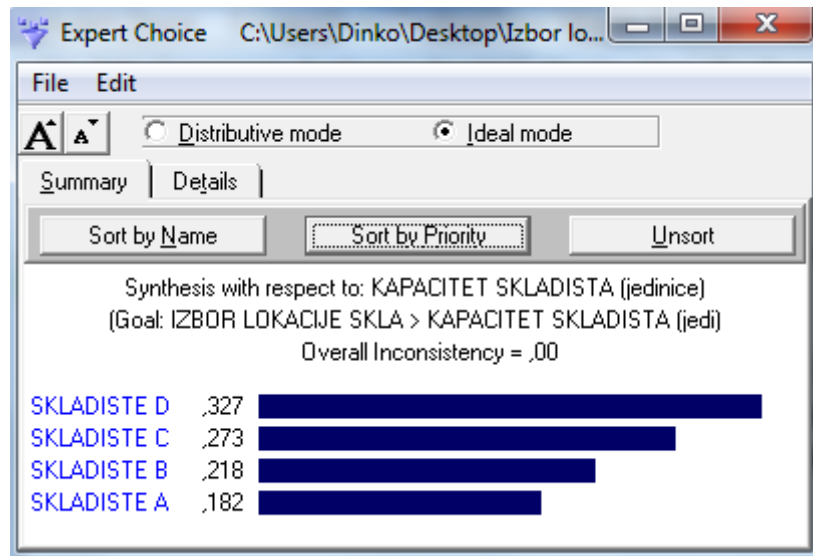 Expert Choice C:\Users\Dinko\Desktop\Izbor lo...
File Edit
A A Distributive mode Ideal mode
Summary Details
Sort by Name Sort by Priority Unsort
Synthesis with respect to: KAPACITET SKLADISTA (jedinice)
(Goal: IZBOR LOKACIJE SKLA > KAPACITET SKLADISTA (jedi)
Overall Inconsistency = ,00
SKLADISTE D ,327
SKLADISTE C ,273
SKLADISTE B ,218
SKLADISTE A ,182